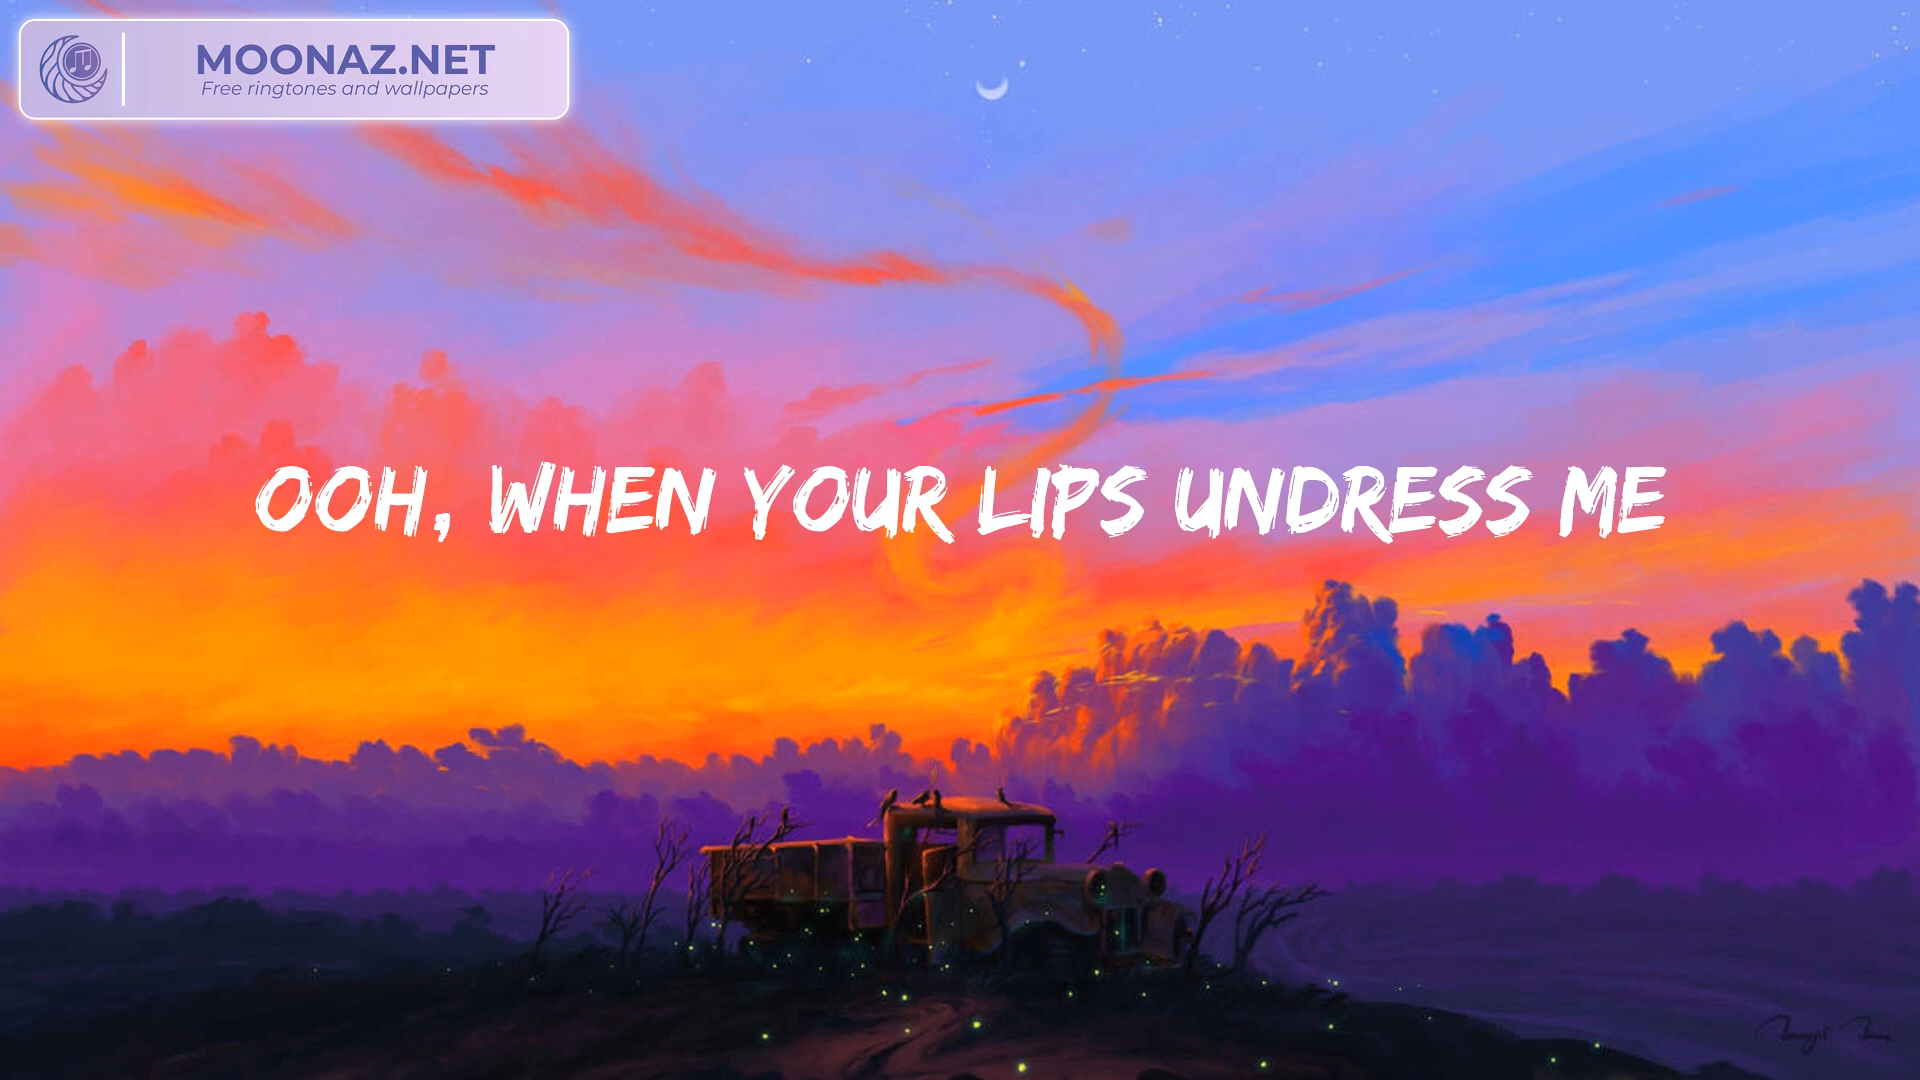 MOONAZ.NET
Free ringtones and wallpapers
OOH, WHEN YOUR LIPS UNDRESS ME